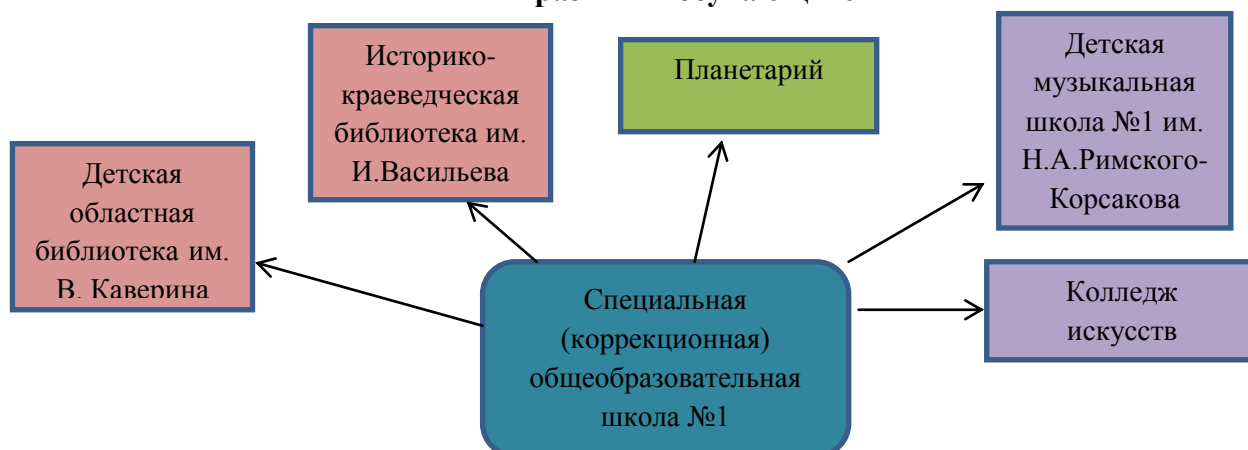 Историко-
краеведческая
библиотека им.
И.Васильева
Планетарий
Детская
музыкальная
школа №1 им.
Н.А.Римского-
Корсакова
Детская
областная
библиотека им.
В. Каверина
Специальная
(коррекционная)
общеобразовательная
школа №1
Колледж
искусств